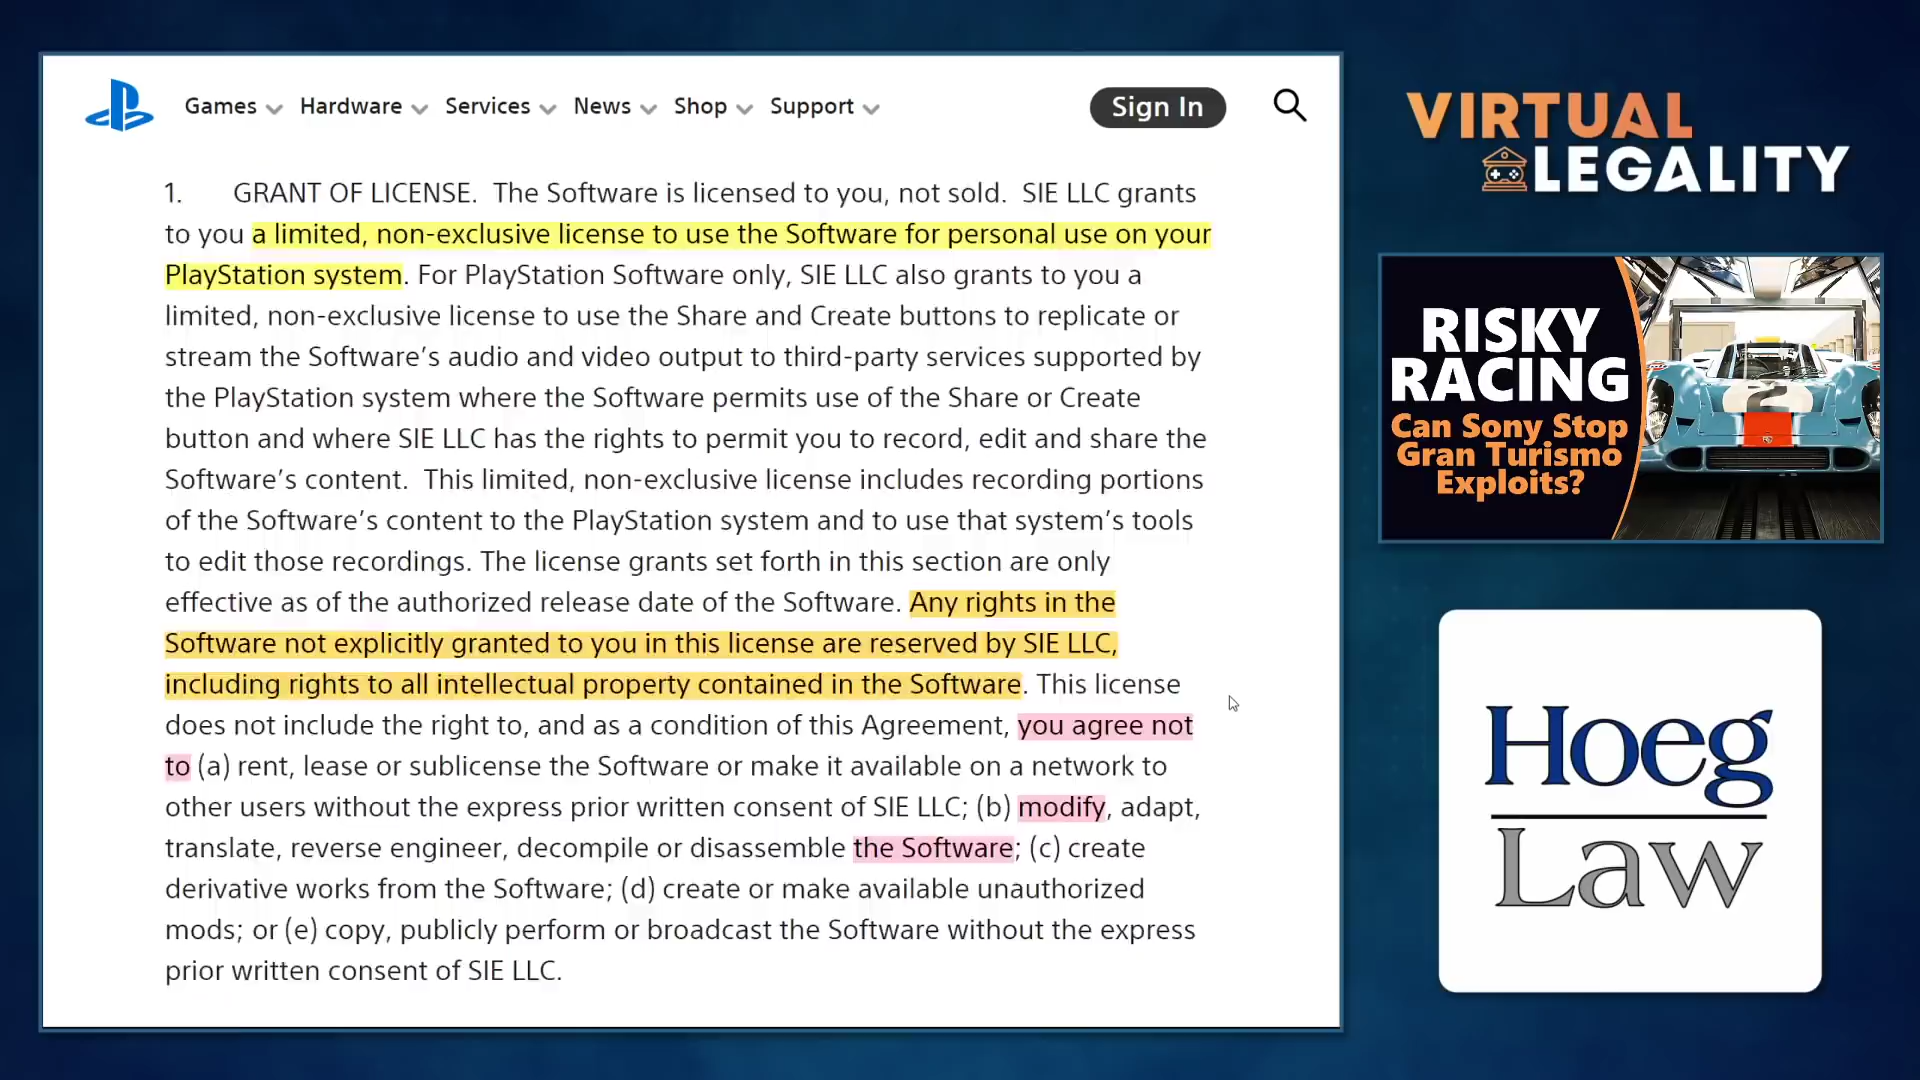 Games Hardware Services News Shop Support Sign In
1. GRANT OF LICENSE. The Software is licensed to you, not sold. SIE LLC grants
to you a limited, non-exclusive license to use the Software for personal use on your
PlayStation system. For PlayStation Software only, SIE LLC also grants to you a
limited, non-exclusive license to use the Share and Create buttons to replicate or
stream the Software’s audio and video output to third-party services supported by
the PlayStation system where the Software permits use of the Share or Create
button and where SIE LLC has the rights to permit you to record, edit and share the
Software’s content. This limited, non-exclusive license includes recording portions
of the Software’s content to the PlayStation system and to use that system’s tools
to edit those recordings. The license grants set forth in this section are only
effective as of the authorized release date of the Software. Any rights in the
Software not explicitly granted to you in this license are reserved by SIE LLC,
including rights to all intellectual property contained in the Software. This license
does not include the right to, and as a condition of this Agreement, you agree not
to (a) rent, lease or sublicense the Software or make it available on a network to
other users without the express prior written consent of SIE LLC; (b) modify, adapt,
translate, reverse engineer, decompile or disassemble the Software; (c) create
derivative works from the Software; (d) create or make available unauthorized
mods; or (e) copy, publicly perform or broadcast the Software without the express
prior written consent of SIE LLC.
VIRTUAL
LEGALITY
RISKY
RACING
Can Sony Stop
Gran Turismo
Exploits?
2
Hoeg
Law